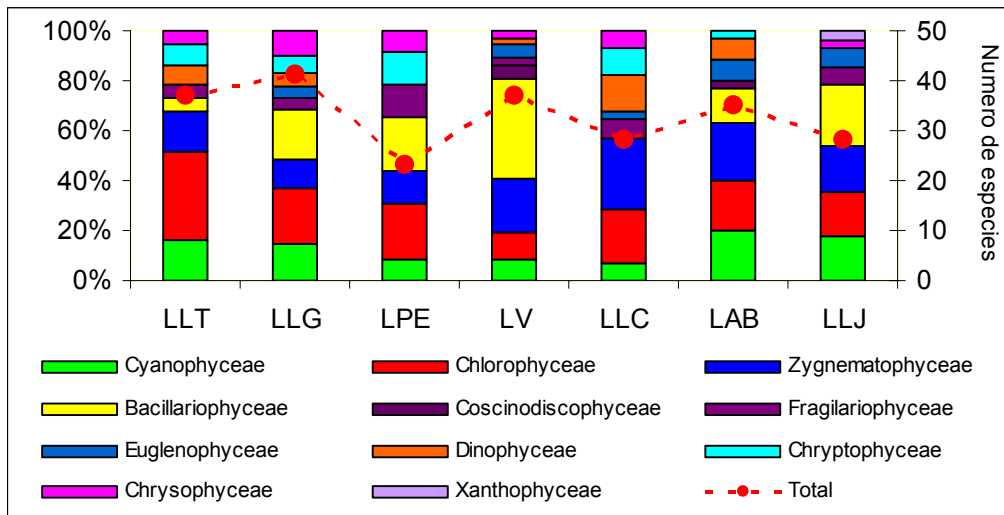 100% 50
80% 40
60% 30
40% 20
20% 10
0% 0
Numero de especies
LLT LLG LPE LV LLC LAB LLJ
Cyanophyceae Chlorophyceae Zygnematophyceae
Bacillariophyceae Coscinodiscophyceae Fragilariophyceae
Euglenophyceae Dinophyceae Chryptophyceae
Chrysophyceae Xanthophyceae Total